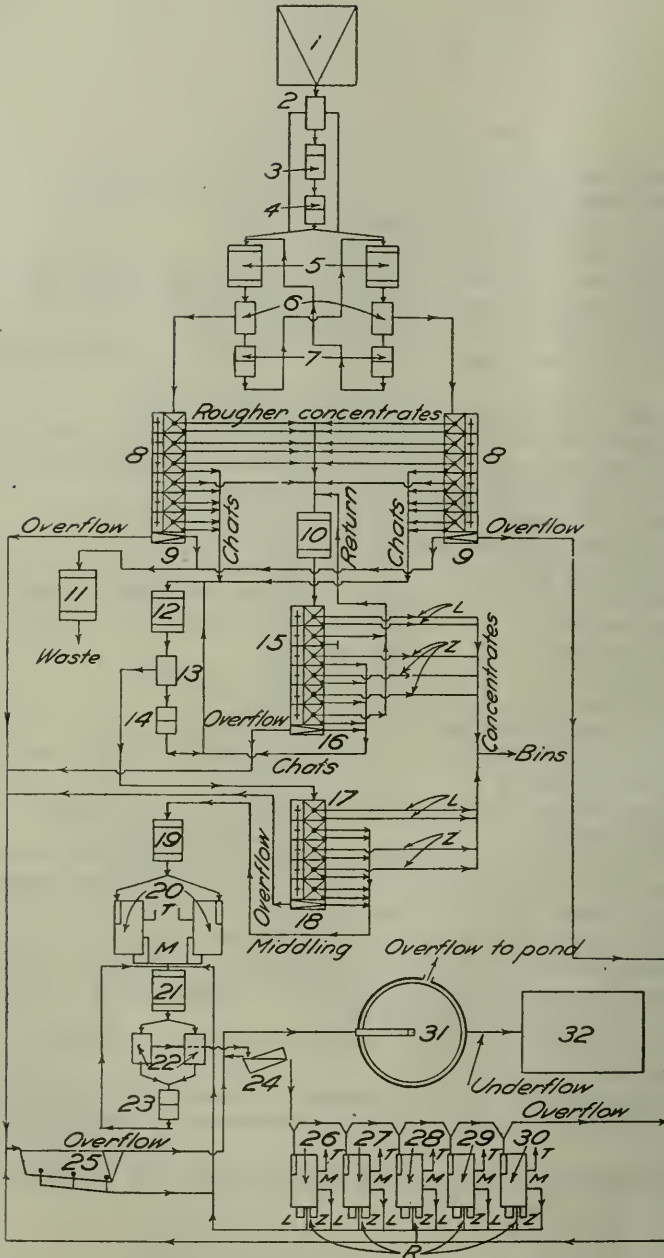 1
2
3
4
5
6
7
Rougher concentrates
8
8
Chats
Return
Chats
Overflow
Overflow
9
9
10
11
12
Waste
13
14
15
16
L
Z
Concentrates
Bins
Overflow
Chats
17
18
L
Z
Overflow
Middling
19
20
T
M
21
22
23
24
Overflow to pond
31
32
Underflow
Overflow
25
Overflow
26 27 28 29 30
T T T T T
M M M M M
L Z L Z L Z L Z L Z
R